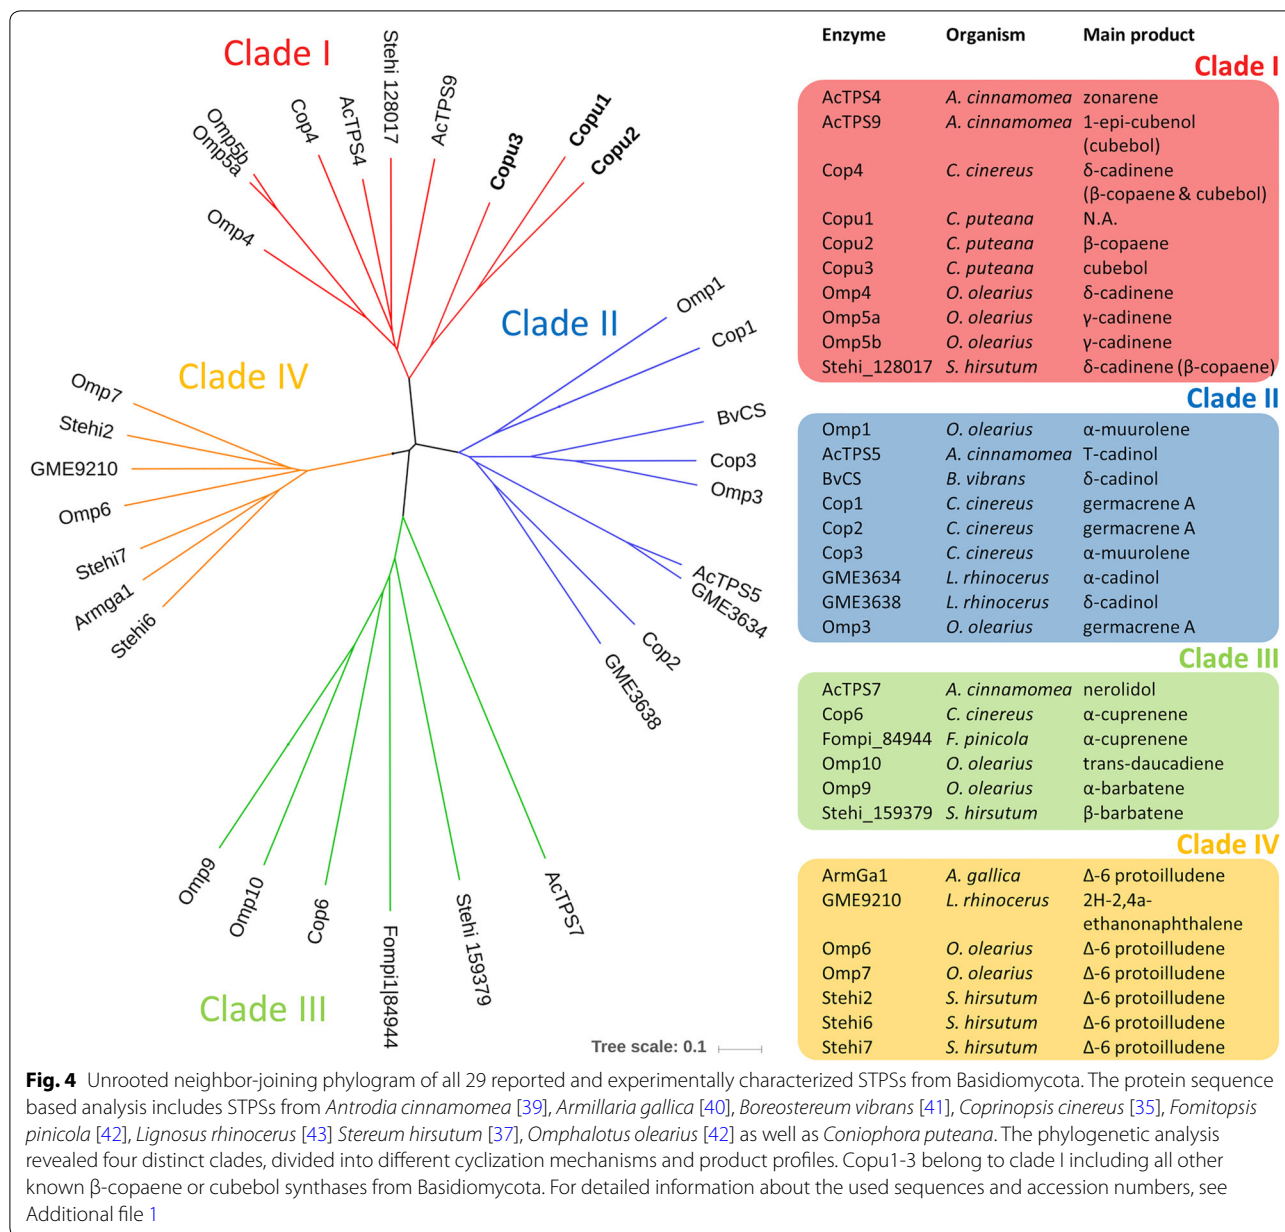 Clade I
Stehi 128017
AcTPS9
AcTPS4
Cop4
Omp5b
Omp5a
Omp4
Copu3
Copu1
Copu2
Clade II
Omp1
Cop1
BvCS
Cop3
Omp3
AcTPS5
GME3634
Cop2
GME3638
Clade IV
Omp7
Stehi2
GME9210
Omp6
Stehi7
Armga1
Stehi6
Omp9
Omp10
Cop6
Fompi1|84944
Stehi 159379
AcTPS7
Clade III
Tree scale: 0.1
Enzyme Organism Main product
Clade I
AcTPS4 A. cinnamomea zonarene
AcTPS9 A. cinnamomea 1-epi-cubenol
(cubebol)
Cop4 C. cinereus δ-cadinene
(β-copaene & cubebol)
Copu1 C. puteana N.A.
Copu2 C. puteana β-copaene
Copu3 C. puteana cubebol
Omp4 O. olearius δ-cadinene
Omp5a O. olearius γ-cadinene
Omp5b O. olearius γ-cadinene
Stehi_128017 S. hirsutum δ-cadinene (β-copaene)
Clade II
Omp1 O. olearius α-muurolene
AcTPS5 A. cinnamomea T-cadinol
BvCS B. vibrans δ-cadinol
Cop1 C. cinereus germacrene A
Cop2 C. cinereus germacrene A
Cop3 C. cinereus α-muurolene
GME3634 L. rhinocerus α-cadinol
GME3638 L. rhinocerus δ-cadinol
Omp3 O. olearius germacrene A
Clade III
AcTPS7 A. cinnamomea nerolidol
Cop6 C. cinereus α-cuprenene
Fompi_84944 F. pinicola α-cuprenene
Omp10 O. olearius trans-daucadiene
Omp9 O. olearius α-barbatene
Stehi_159379 S. hirsutum β-barbatene
Clade IV
ArmGa1 A. gallica Δ-6 protoilludene
GME9210 L. rhinocerus 2H-2,4a-
ethanonaphthalene
Omp6 O. olearius Δ-6 protoilludene
Omp7 O. olearius Δ-6 protoilludene
Stehi2 S. hirsutum Δ-6 protoilludene
Stehi6 S. hirsutum Δ-6 protoilludene
Stehi7 S. hirsutum Δ-6 protoilludene
Fig. 4 Unrooted neighbor-joining phylogram of all 29 reported and experimentally characterized STPSs from Basidiomycota. The protein sequence
based analysis includes STPSs from Antrodia cinnamomea [39], Armillaria gallica [40], Boreostereum vibrans [41], Coprinopsis cinereus [35], Fomitopsis
pinicola [42], Lignosus rhinocerus [43] Stereum hirsutum [37], Omphalotus olearius [42] as well as Coniophora puteana. The phylogenetic analysis
revealed four distinct clades, divided into different cyclization mechanisms and product profiles. Copu1-3 belong to clade I including all other
known β-copaene or cubebol synthases from Basidiomycota. For detailed information about the used sequences and accession numbers, see
Additional file 1